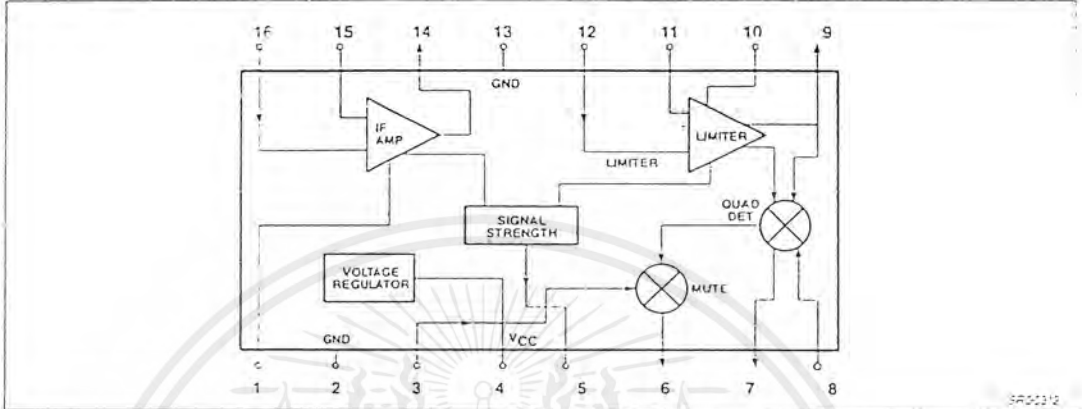 16 15 14 13 12 11 10 9
GND
IF
AMP
LIMITER
LIMITER
QUAD
DET
SIGNAL
STRENGTH
VOLTAGE
REGULATOR
MUTE
GND
VCC
1 2 3 4 5 6 7 8
SR00312